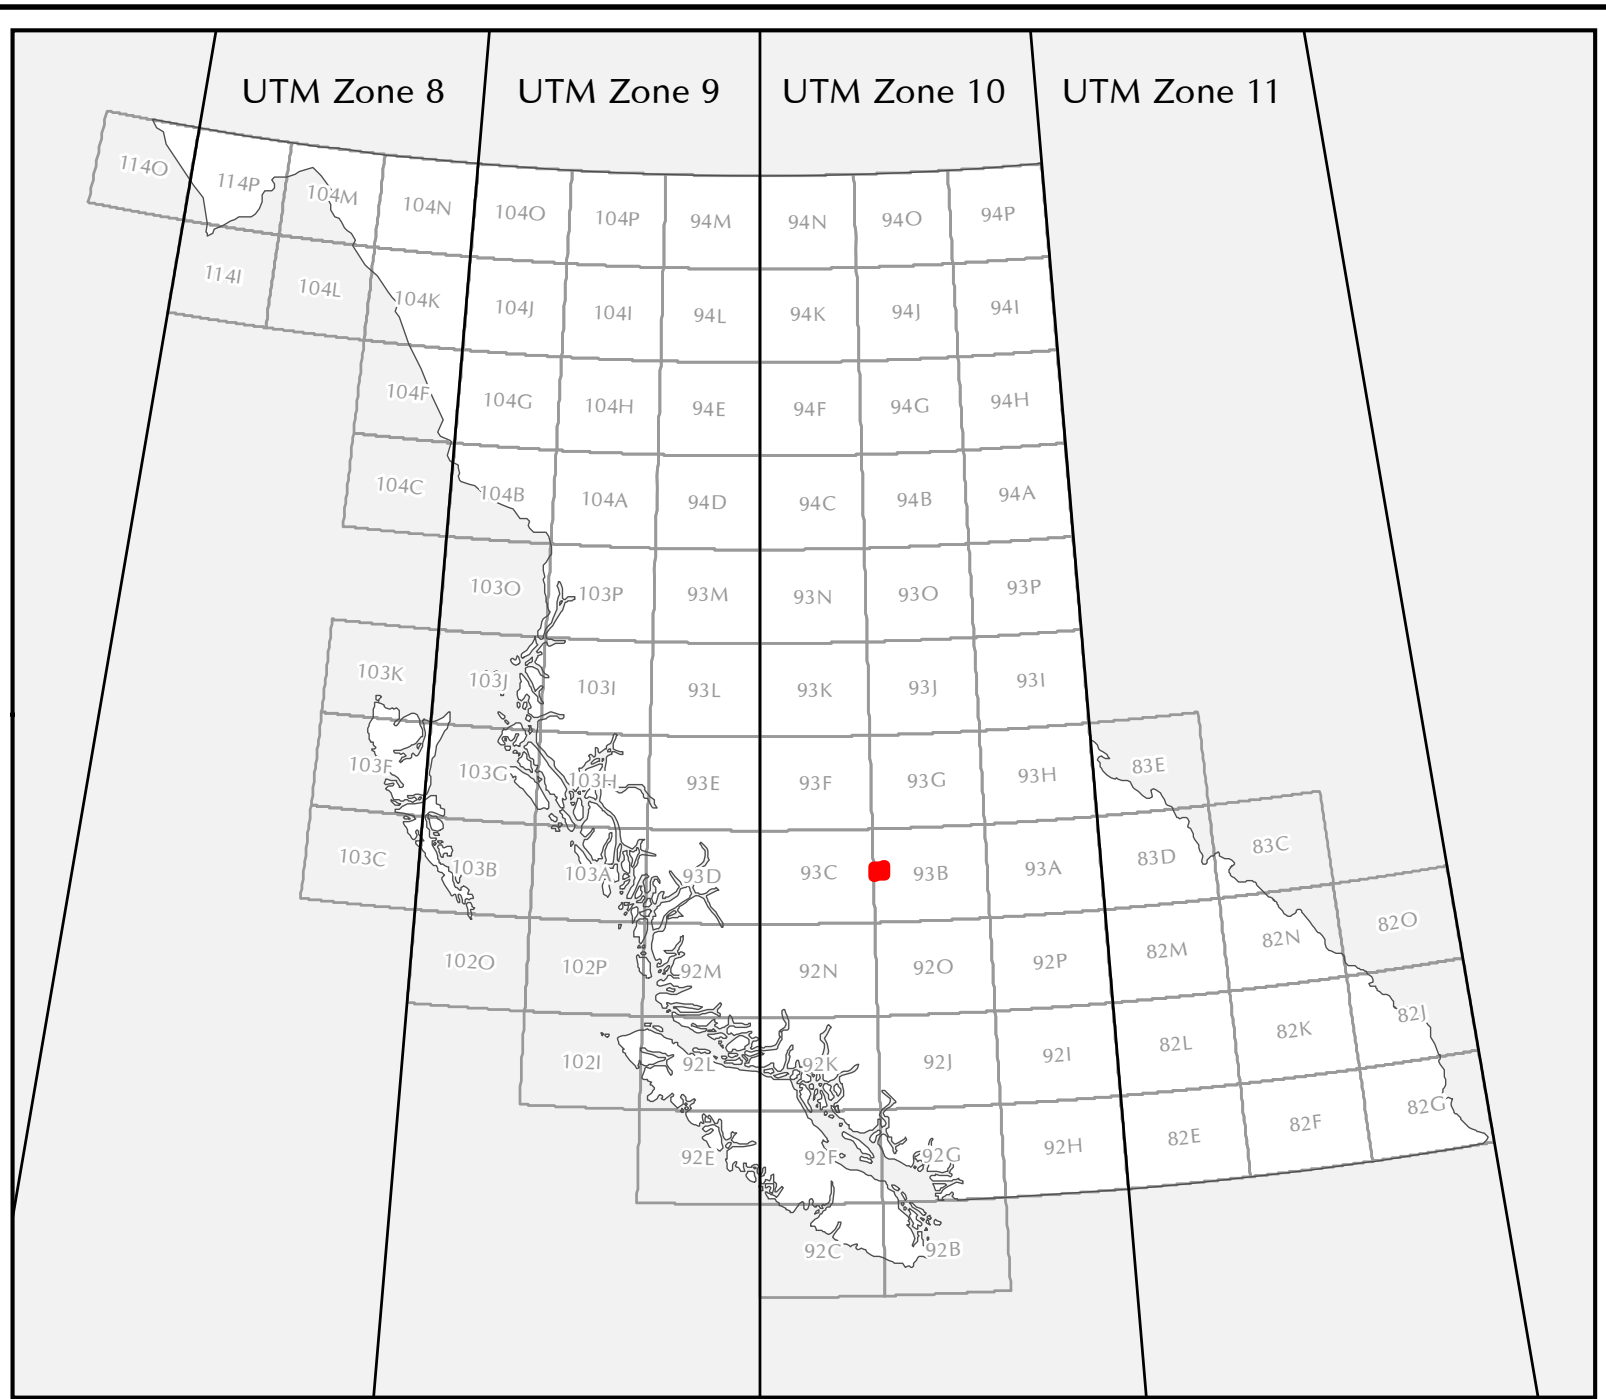 UTM Zone 8 UTM Zone 9 UTM Zone 10 UTM Zone 11
114O 114P 104M 104N 104O 104P 94M 94N 94O 94P
114I 104L 104K 104J 104I 94L 94K 94J 94I
104F 104G 104H 94E 94F 94G 94H
104C 104B 104A 94D 94C 94B 94A
103O 103P 93M 93N 93O 93P
103K 103J 103I 93L 93K 93J 93I
103F 103G 103H 93E 93F 93G 93H 83E
103C 103B 103A 93D 93C 93B 93A 83D 83C
102O 102P 92M 92N 92O 92P 82M 82N 82O
102I 92L 92K 92J 92I 82L 82K 82J
92E 92F 92G 92H 82E 82F 82G
92C 92B